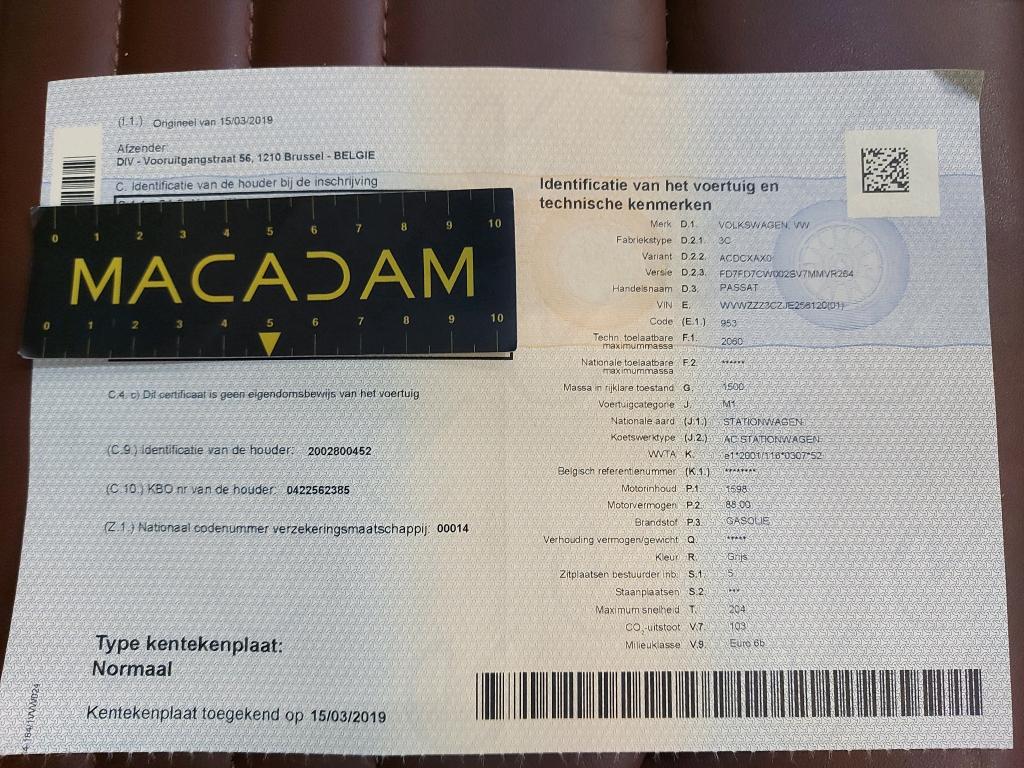 (I.1.) Origineel van 15/03/2019
Afzender:
DIV - Vooruitgangstraat 56, 1210 Brussel - BELGIE
C. Identificatie van de houder bij de inschrijving
0 1 2 3 4 5 6 7 8 9 10
MACADAM
0 1 2 3 4 5 6 7 8 9 10
C.4. c) Dit certificaat is geen eigendomsbewijs van het voertuig
(C.9.) Identificatie van de houder: 2002800452
(C.10.) KBO nr van de houder: 0422562385
(Z.1.) Nationaal codenummer verzekeringsmaatschappij: 00014
Type kentekenplaat:
Normaal
Kentekenplaat toegekend op 15/03/2019
Identificatie van het voertuig en
technische kenmerken
Merk D.1. VOLKSWAGEN, VW
Fabriekstype D.2.1. 3C
Variant D.2.2. ACDCXAX0
Versie D.2.3. FD7FD7CW002SV7MMVR264
Handelsnaam D.3. PASSAT
VIN E. WVWZZZ3CZJE256120(01)
Code (E.1.) 953
Techn. toelaatbare
maximummassa F.1. 2060
Nationale toelaatbare
maximummassa F.2. ******
Massa in rijklare toestand G. 1500
Voertuigcategorie J. M1
Nationale aard (J.1.) STATIONWAGEN
Koetswerktype (J.2.) AC STATIONWAGEN
WVTA K. e1*2001/116*0307*52
Belgisch referentienummer (K.1.) ********
Motorinhoud P.1. 1598
Motorvermogen P.2. 88.00
Brandstof P.3. GASOLIE
Verhouding vermogen/gewicht Q. *****
Kleur R. Grijs
Zitplaatsen bestuurder inb. S.1. 5
Staanplaatsen S.2. ***
Maximum snelheid T. 204
CO₂-uitstoot V.7. 103
Milieuklasse V.9. Euro 6b